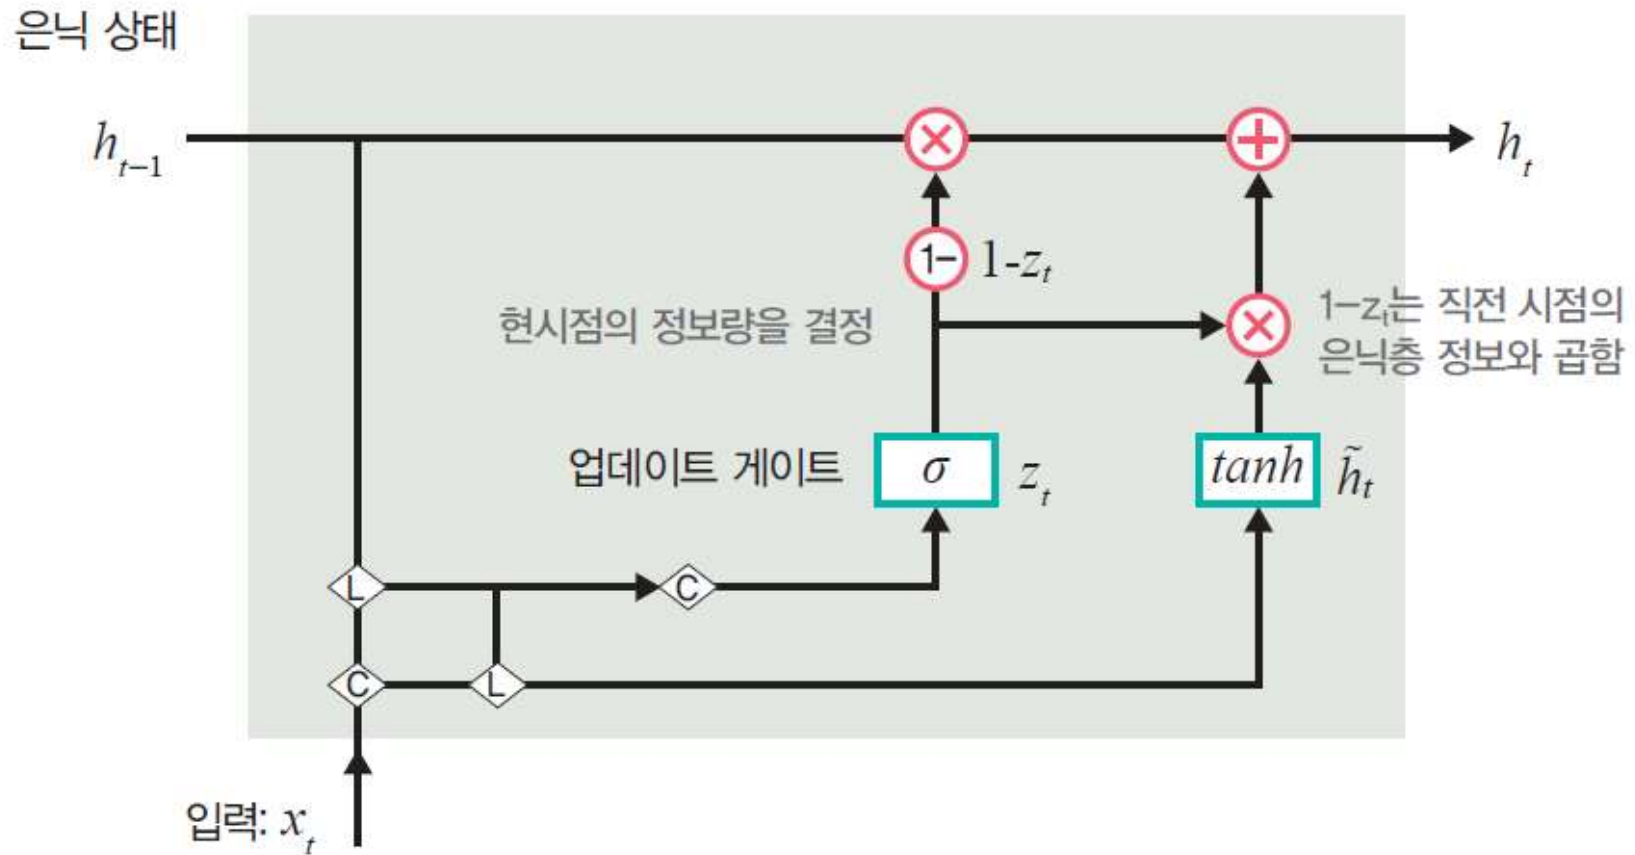 은닉 상태
h_{t-1}
×
+
h_t
1-
1-z_t
현시점의 정보량을 결정
×
1-z_t는 직전 시점의
은닉층 정보와 곱함
업데이트 게이트
σ
z_t
tanh
h̃_t
L
C
C
L
입력: x_t